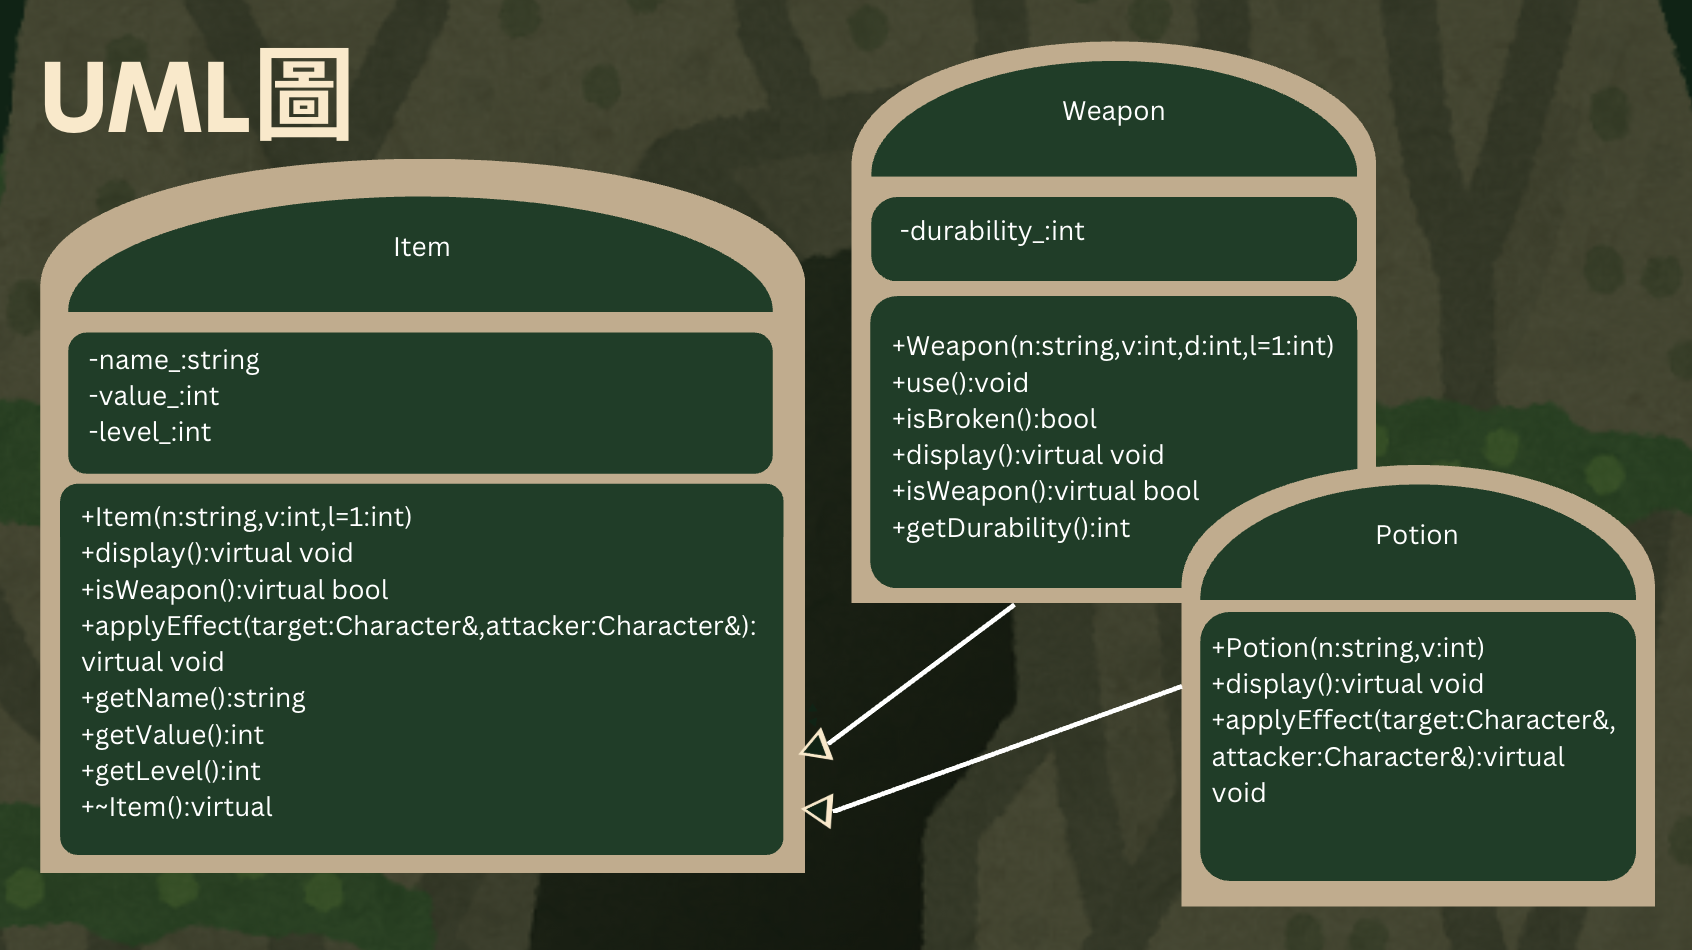 UML圖
Item
-name_:string
-value_:int
-level_:int
+Item(n:string,v:int,l=1:int)
+display():virtual void
+isWeapon():virtual bool
+applyEffect(target:Character&,attacker:Character&):
virtual void
+getName():string
+getValue():int
+getLevel():int
+~Item():virtual
Weapon
-durability_:int
+Weapon(n:string,v:int,d:int,l=1:int)
+use():void
+isBroken():bool
+display():virtual void
+isWeapon():virtual bool
+getDurability():int
Potion
+Potion(n:string,v:int)
+display():virtual void
+applyEffect(target:Character&,
attacker:Character&):virtual
void